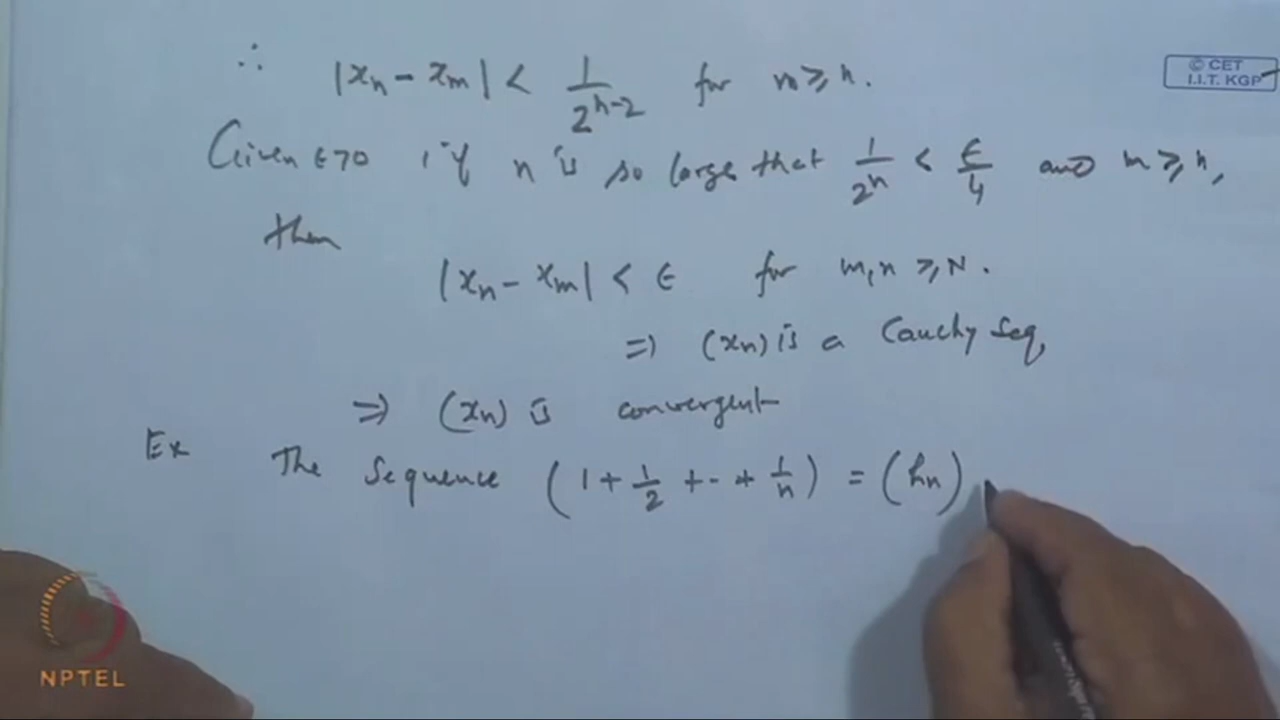 © CET
I.I.T. KGP
∴ |xn - xm| < 1/2^(n-2) for m ≥ n.
Given ε>0 if n is so large that 1/2^n < ε/4 and m ≥ n,
then
|xn - xm| < ε for m,n ≥ N.
⇒ (xn) is a Cauchy Seq,
⇒ (xn) is convergent
Ex The Sequence (1 + 1/2 + - + 1/n) = (hn)
NPTEL